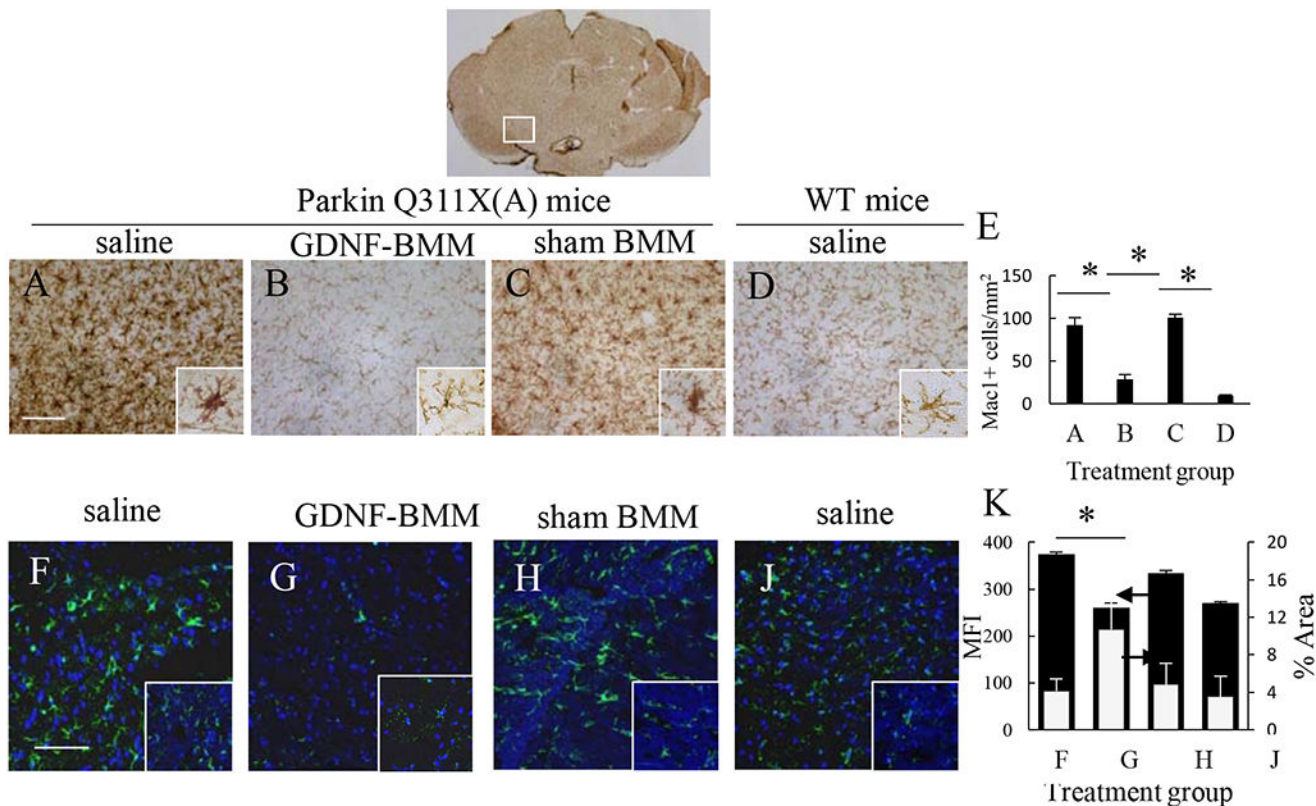 Parkin Q311X(A) mice WT mice
saline GDNF-BMM sham BMM saline
A B C D
E
150
100
50
0
Mac1+ cells/mm²
* * *
A B C D
Treatment group
saline GDNF-BMM sham BMM saline
F G H J
K
*
400
300
200
100
0
MFI
20
16
12
8
4
0
% Area
F G H J
Treatment group